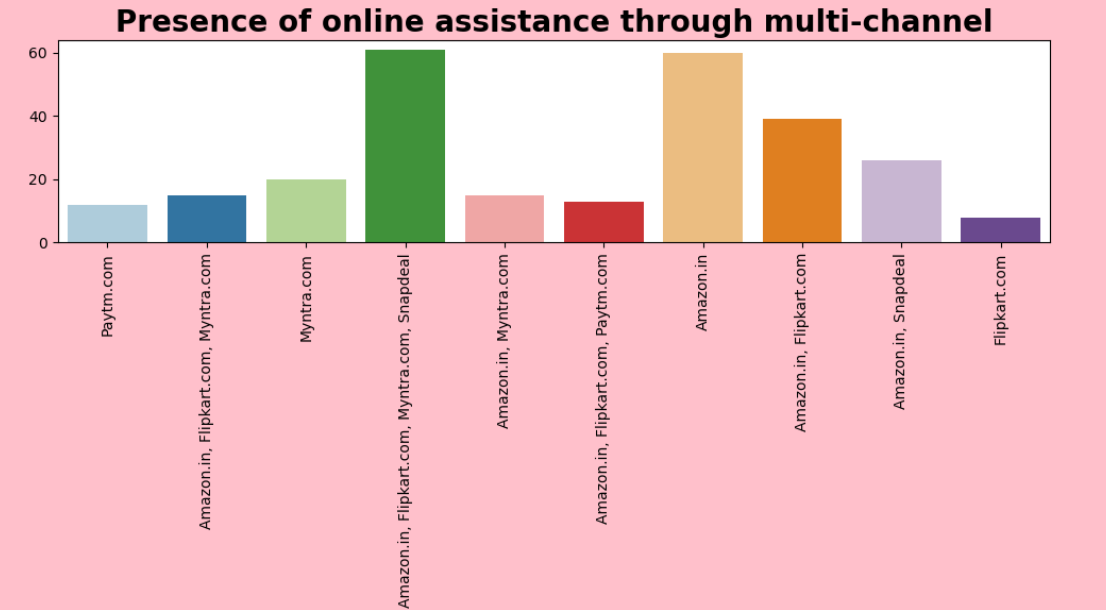 Presence of online assistance through multi-channel
60
40
20
0
Paytm.com
Amazon.in, Flipkart.com, Myntra.com
Myntra.com
Amazon.in, Flipkart.com, Myntra.com, Snapdeal
Amazon.in, Myntra.com
Amazon.in, Flipkart.com, Paytm.com
Amazon.in
Amazon.in, Flipkart.com
Amazon.in, Snapdeal
Flipkart.com